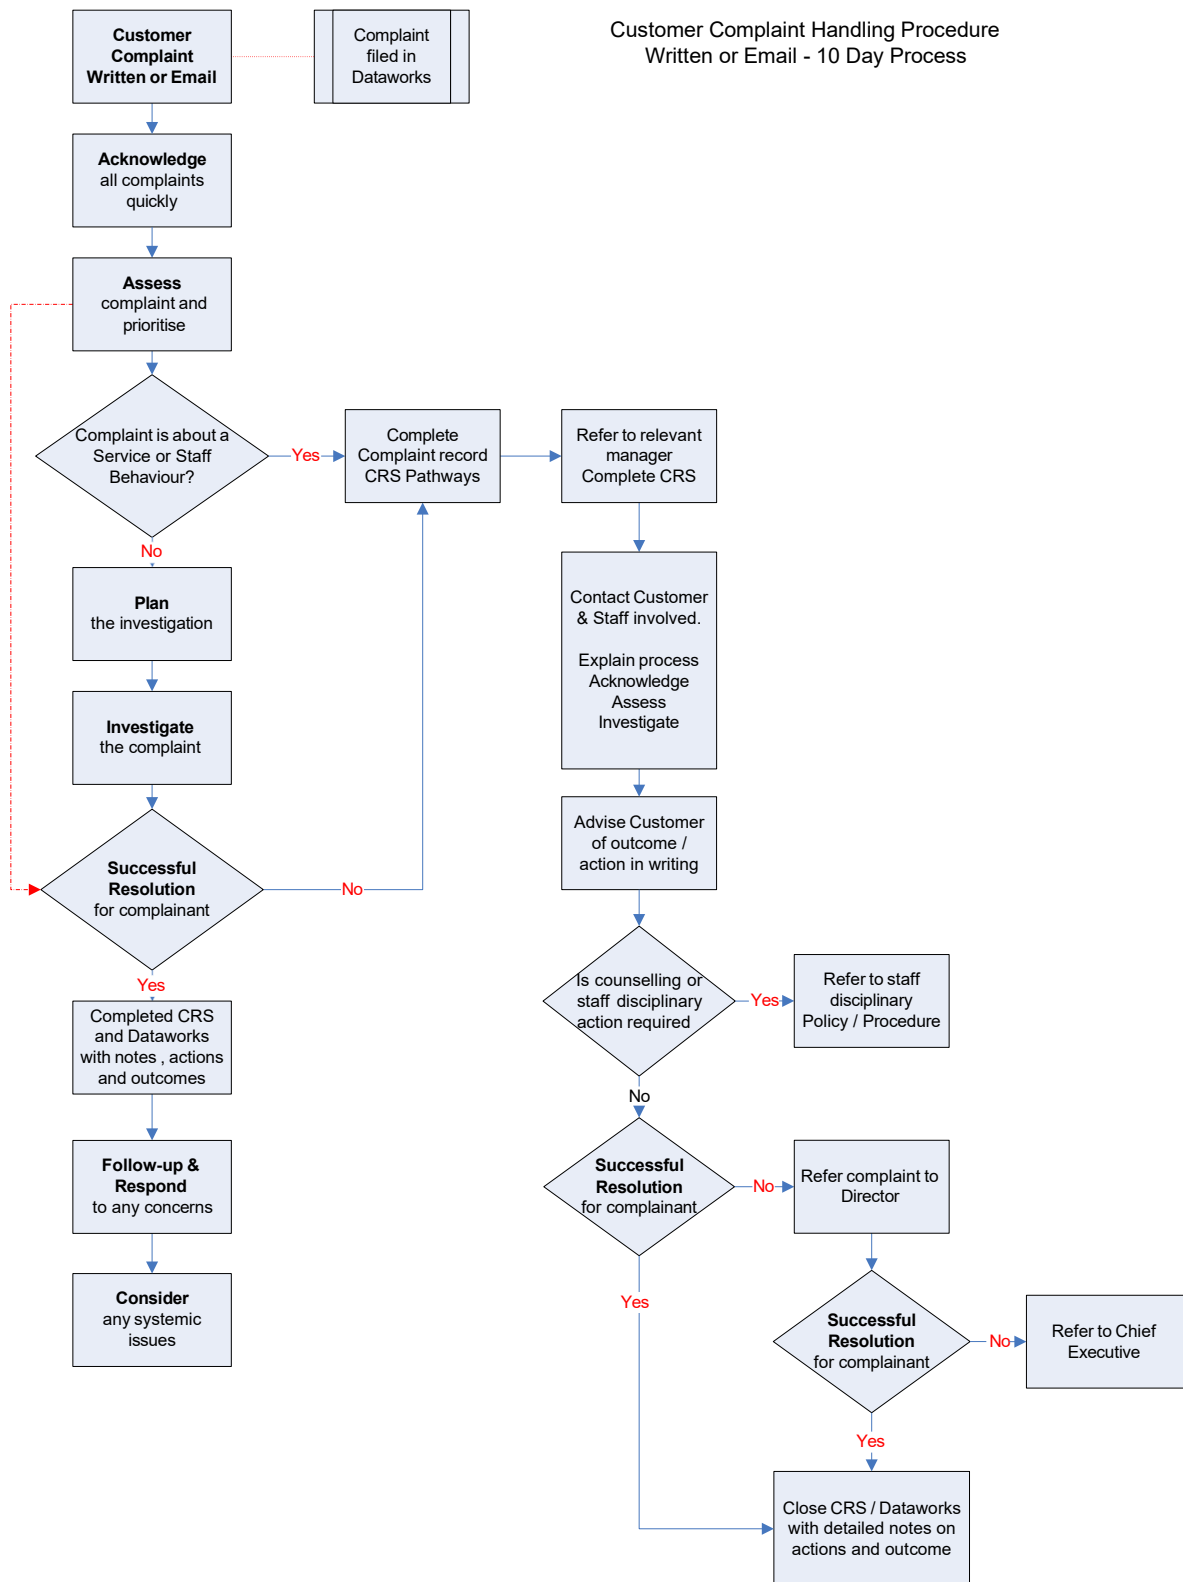 Customer Complaint Handling Procedure
Written or Email - 10 Day Process
Customer
Complaint
Written or Email
Complaint
filed in
Dataworks
Acknowledge
all complaints
quickly
Assess
complaint and
prioritise
Complaint is about a
Service or Staff
Behaviour?
Yes
Complete
Complaint record
CRS Pathways
Refer to relevant
manager
Complete CRS
No
Plan
the investigation
Contact Customer
& Staff involved.
Explain process
Acknowledge
Assess
Investigate
Investigate
the complaint
Successful
Resolution
for complainant
No
Advise Customer
of outcome /
action in writing
Yes
Completed CRS
and Dataworks
with notes , actions
and outcomes
Is counselling or
staff disciplinary
action required
Yes
Refer to staff
disciplinary
Policy / Procedure
No
Follow-up &
Respond
to any concerns
Successful
Resolution
for complainant
No
Refer complaint to
Director
Consider
any systemic
issues
Yes
Successful
Resolution
for complainant
No
Refer to Chief
Executive
Yes
Close CRS / Dataworks
with detailed notes on
actions and outcome